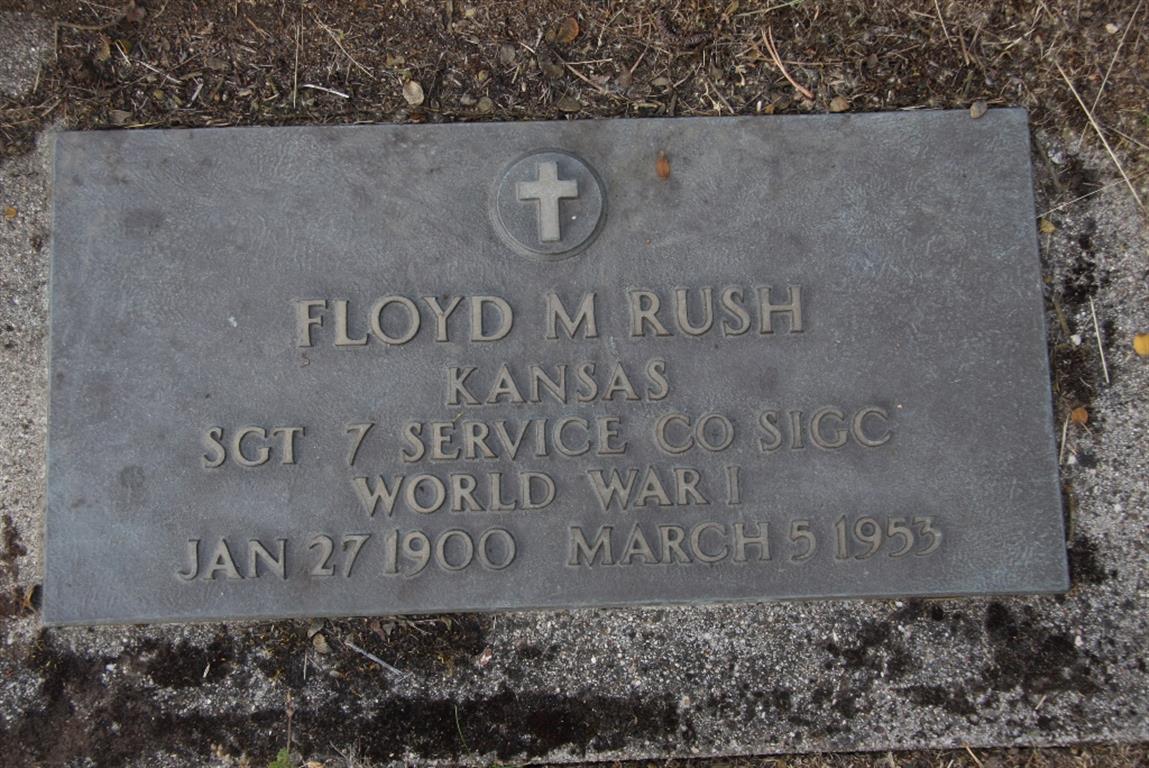 FLOYD M RUSH
KANSAS
SGT 7 SERVICE CO SIGC
WORLD WAR I
JAN 27 1900 MARCH 5 1953